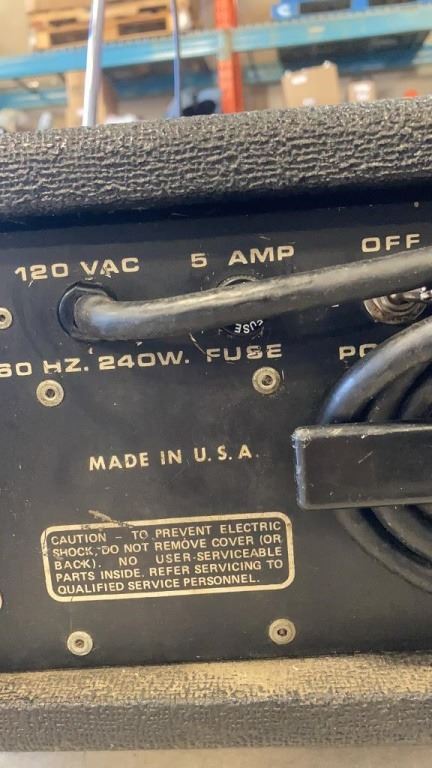 120 VAC 5 AMP OFF
60 HZ. 240W. FUSE
MADE IN U.S.A.
CAUTION - TO PREVENT ELECTRIC
SHOCK, DO NOT REMOVE COVER (OR
BACK). NO USER-SERVICEABLE
PARTS INSIDE. REFER SERVICING TO
QUALIFIED SERVICE PERSONNEL.